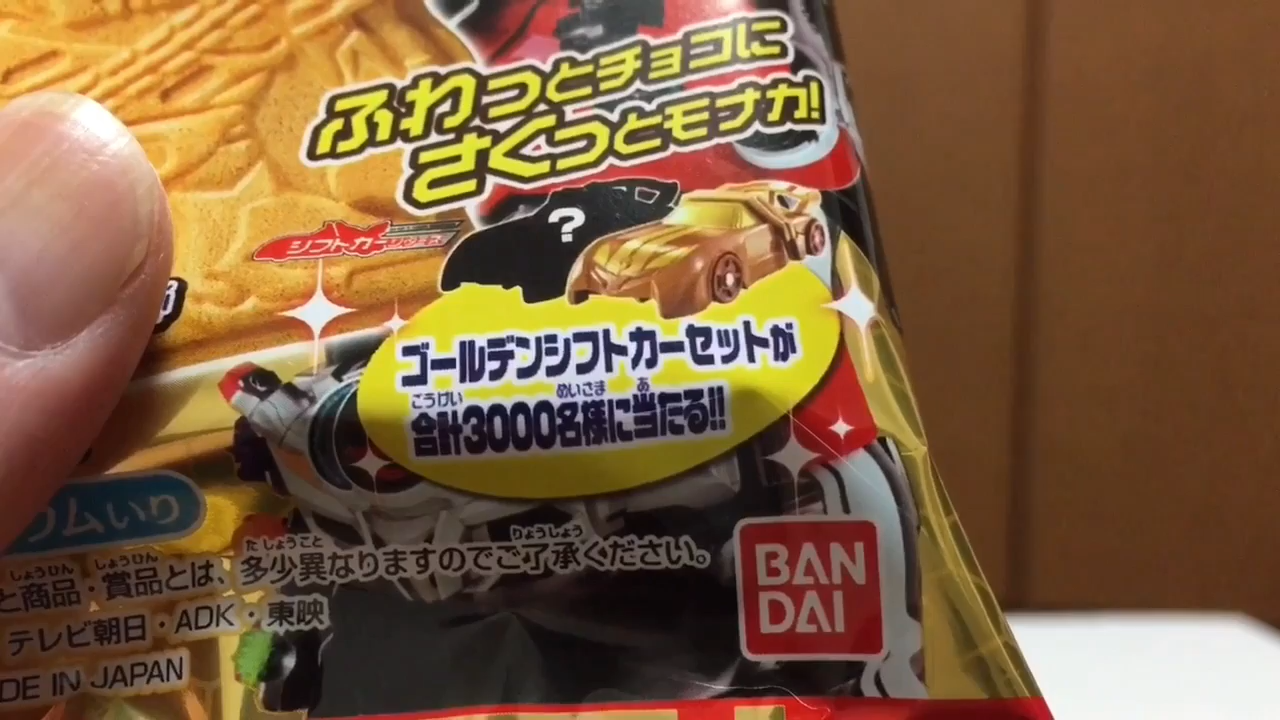 ふわっとチョコに
さくっとモナカ!
?
シフトカー
ゴールデンシフトカーセットが
ごうけい めいさま あ
合計3000名様に当たる!!
ウムいり
しょうひん しょうひん た しょうこと りょうしょう
と商品・賞品とは、多少異なりますのでご了承ください。
テレビ朝日・ADK・東映
DE IN JAPAN
BAN
DAI